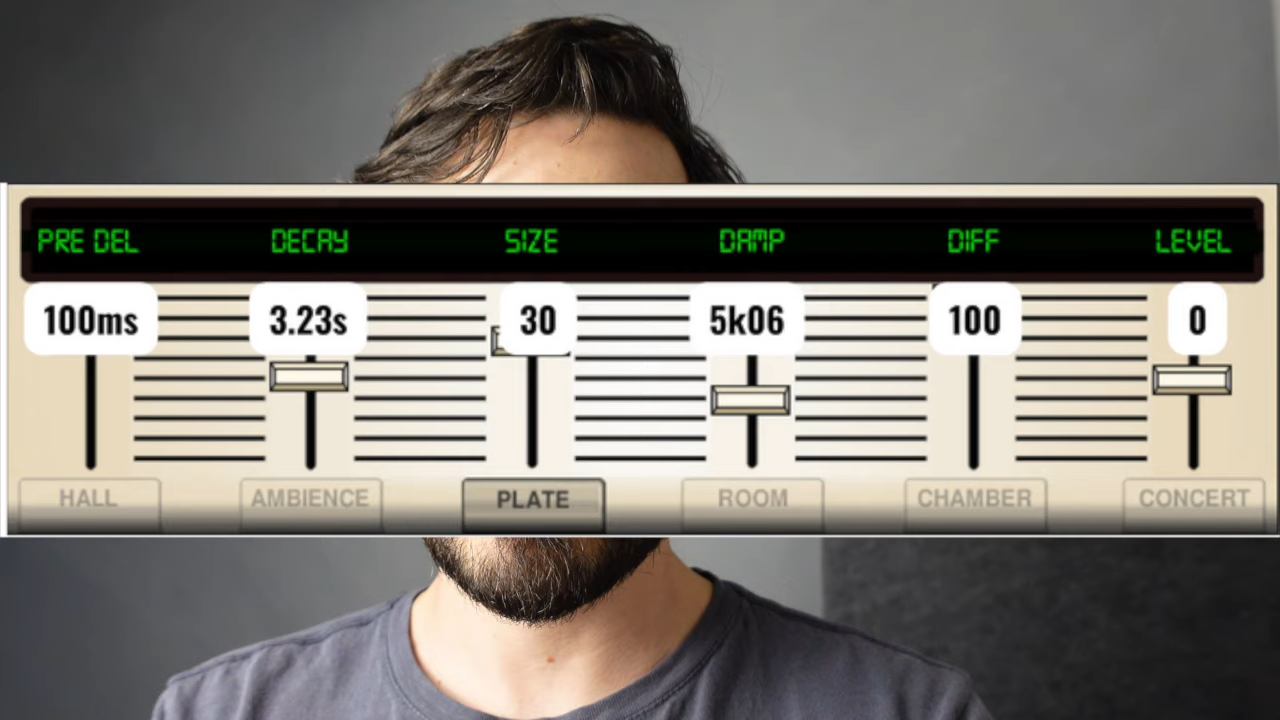 PRE DEL DECAY SIZE DAMP DIFF LEVEL
100ms 3.23s 30 5k06 100 0
HALL AMBIENCE PLATE ROOM CHAMBER CONCERT